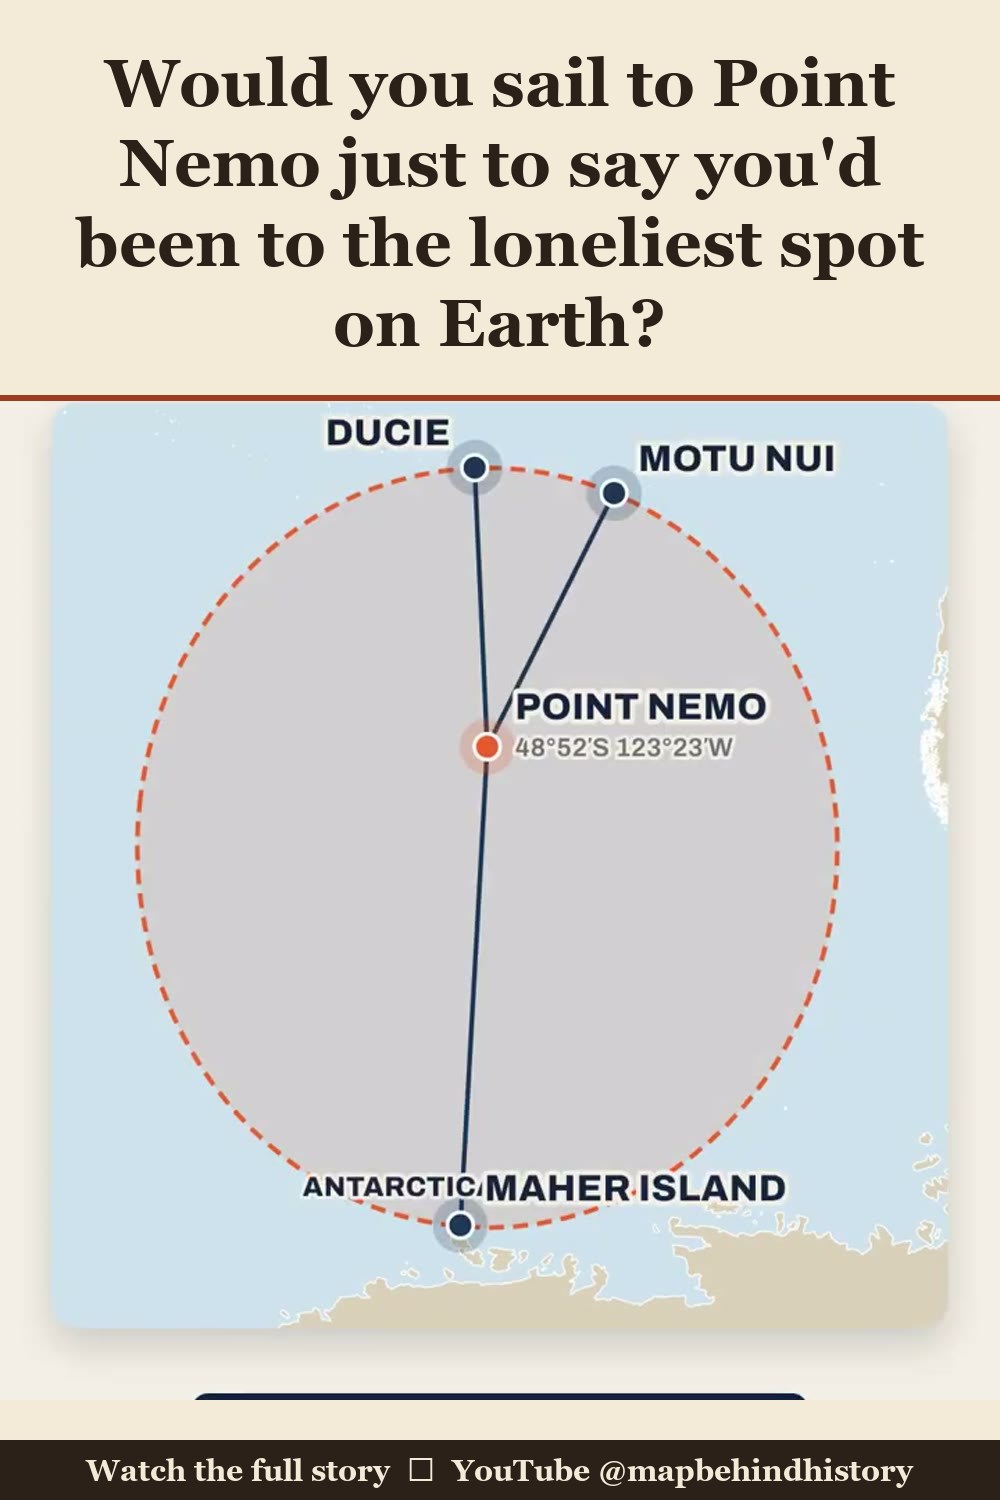 Would you sail to Point
Nemo just to say you'd
been to the loneliest spot
on Earth?
DUCIE
MOTU NUI
POINT NEMO
48°52'S 123°23'W
ANTARCTICA
MAHER ISLAND
Watch the full story ☐ YouTube @mapbehindhistory